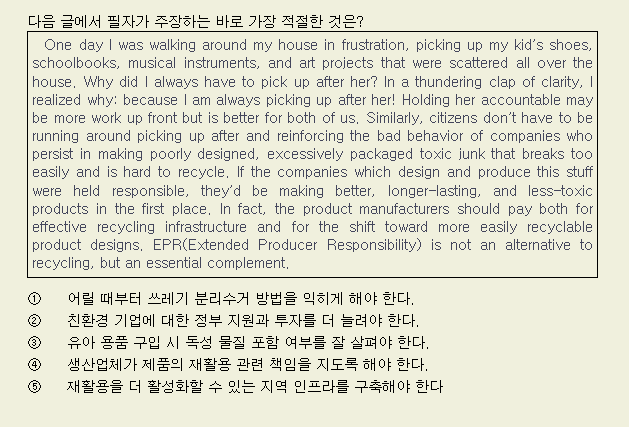 다음 글에서 필자가 주장하는 바로 가장 적절한 것은?
One day I was walking around my house in frustration, picking up my kid's shoes,
schoolbooks, musical instruments, and art projects that were scattered all over the
house. Why did I always have to pick up after her? In a thundering clap of clarity, I
realized why: because I am always picking up after her! Holding her accountable may
be more work up front but is better for both of us. Similarly, citizens don't have to be
running around picking up after and reinforcing the bad behavior of companies who
persist in making poorly designed, excessively packaged toxic junk that breaks too
easily and is hard to recycle. If the companies which design and produce this stuff
were held responsible, they'd be making better, longer-lasting, and less-toxic
products in the first place. In fact, the product manufacturers should pay both for
effective recycling infrastructure and for the shift toward more easily recyclable
product designs. EPR(Extended Producer Responsibility) is not an alternative to
recycling, but an essential complement.
① 어릴 때부터 쓰레기 분리수거 방법을 익히게 해야 한다.
② 친환경 기업에 대한 정부 지원과 투자를 더 늘려야 한다.
③ 유아 용품 구입 시 독성 물질 포함 여부를 잘 살펴야 한다.
④ 생산업체가 제품의 재활용 관련 책임을 지도록 해야 한다.
⑤ 재활용을 더 활성화할 수 있는 지역 인프라를 구축해야 한다